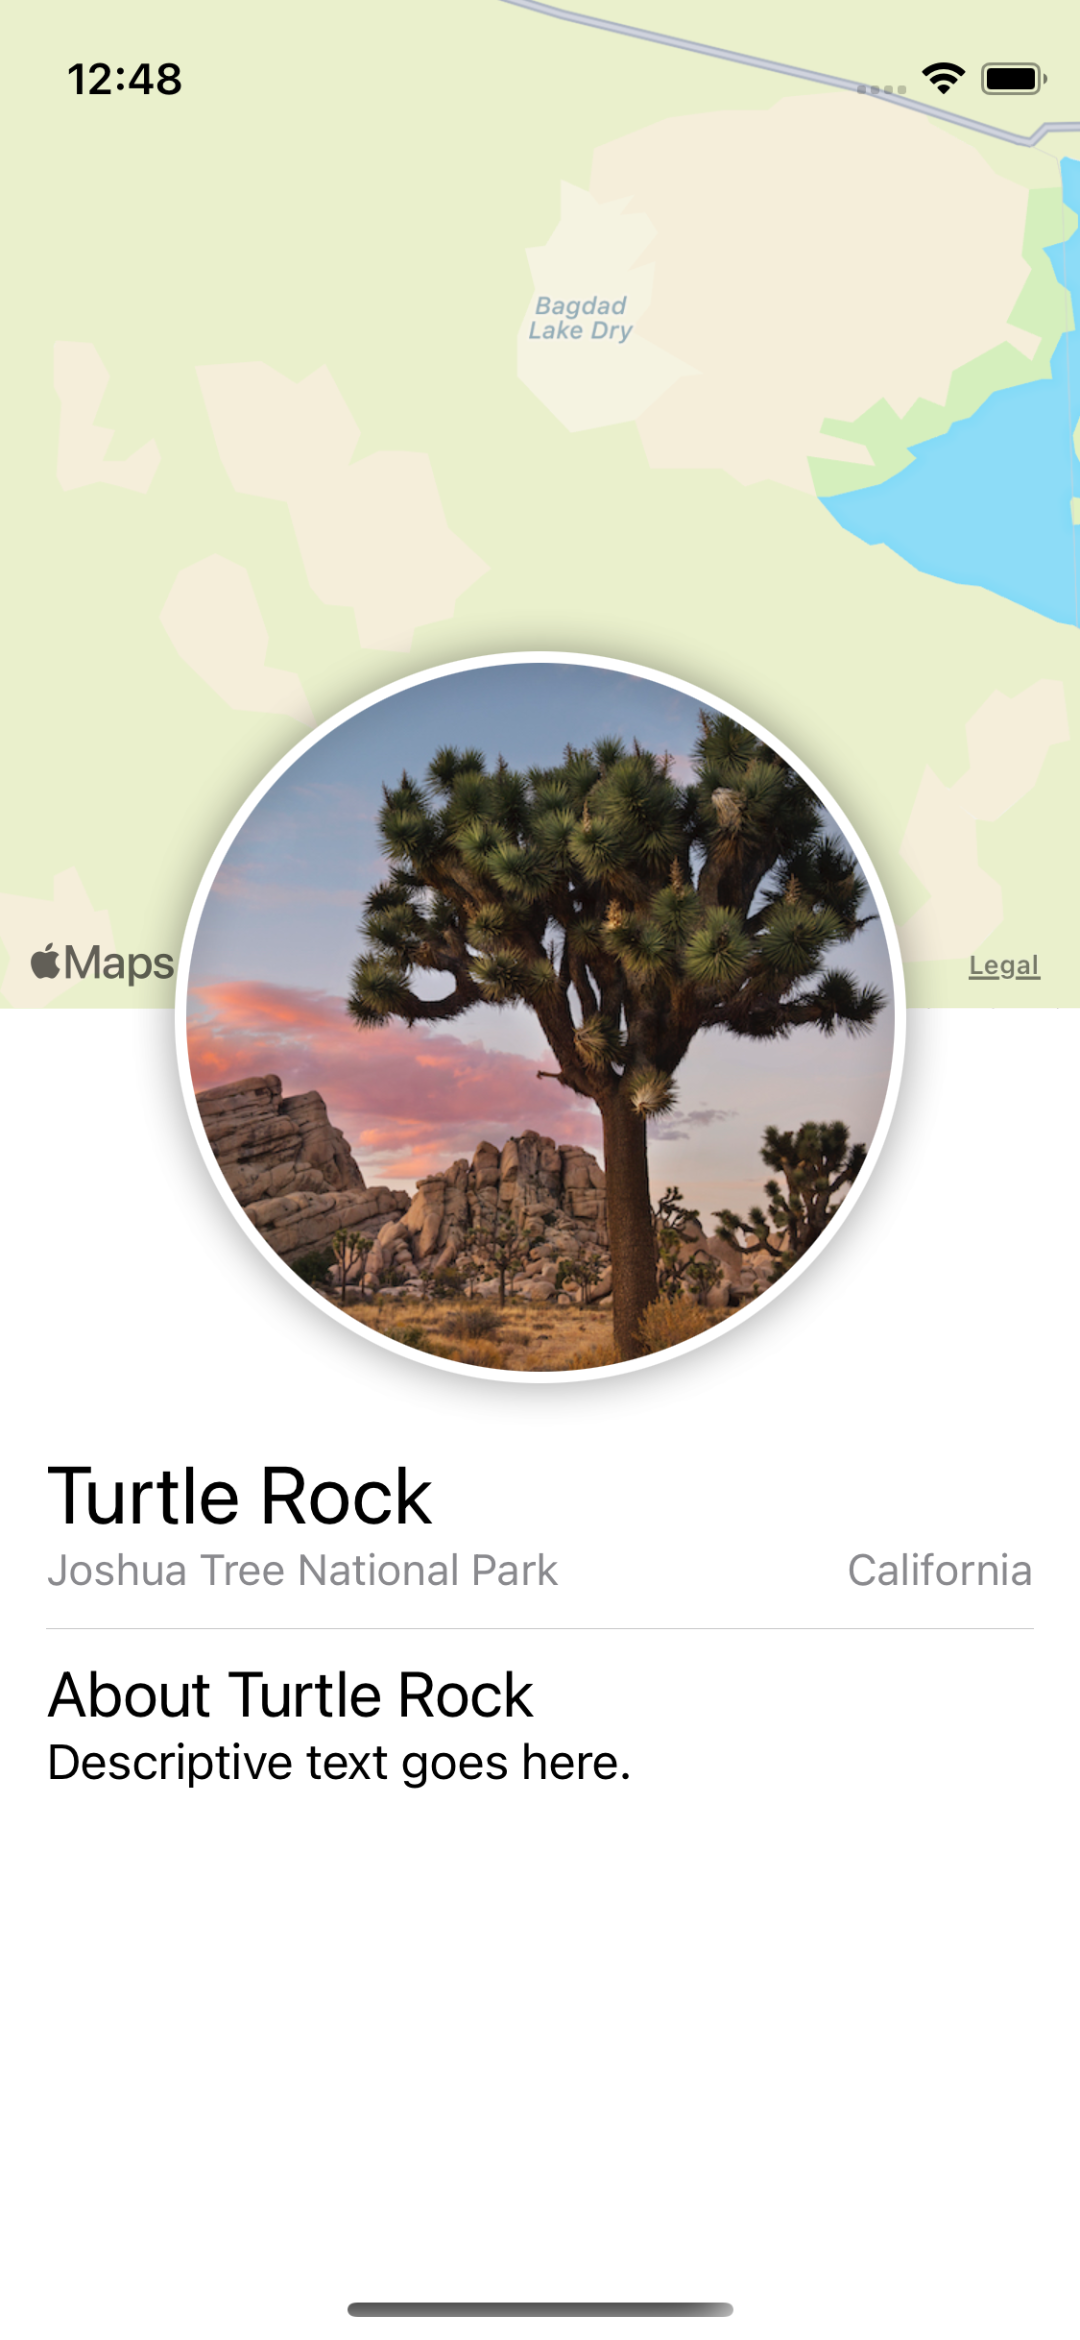 12:48
Bagdad
Lake Dry
Maps
Legal
Turtle Rock
Joshua Tree National Park California
About Turtle Rock
Descriptive text goes here.